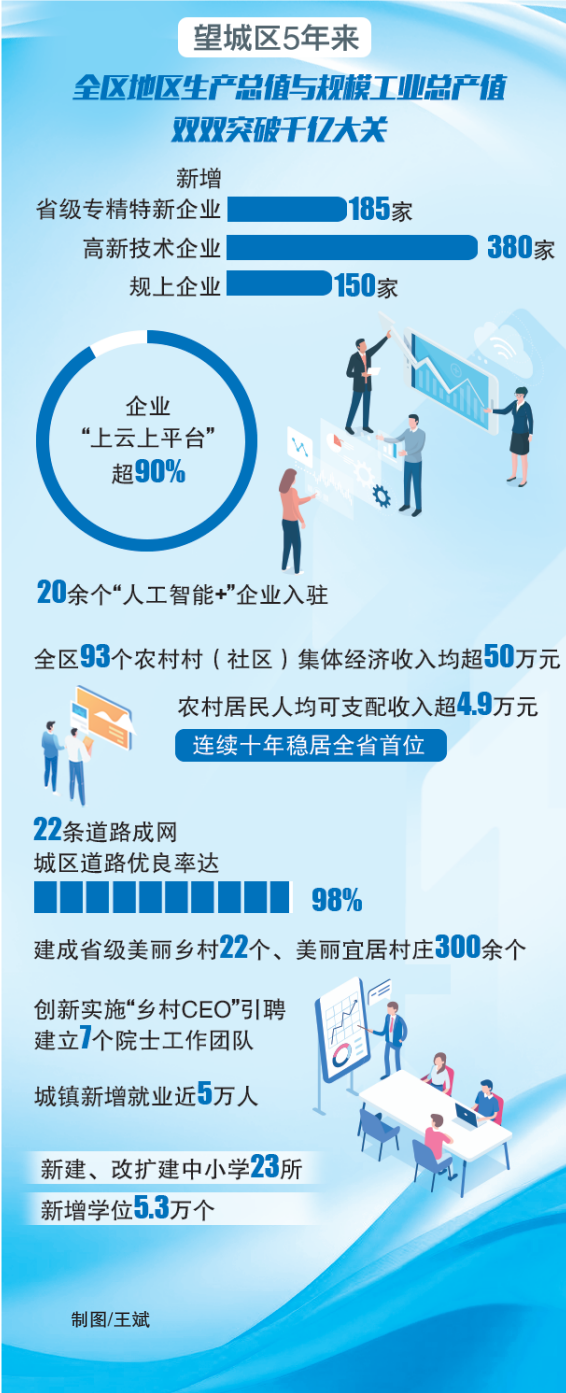 望城区5年来
全区地区生产总值与规模工业总产值
双双突破千亿大关
新增
省级专精特新企业 185家
高新技术企业 380家
规上企业 150家
企业
“上云上平台”
超90%
20余个“人工智能+”企业入驻
全区93个农村村（社区）集体经济收入均超50万元
农村居民人均可支配收入超4.9万元
连续十年稳居全省首位
22条道路成网
城区道路优良率达
98%
建成省级美丽乡村22个、美丽宜居村庄300余个
创新实施“乡村CEO”引聘
建立7个院士工作团队
城镇新增就业近5万人
新建、改扩建中小学23所
新增学位5.3万个
制图/王斌